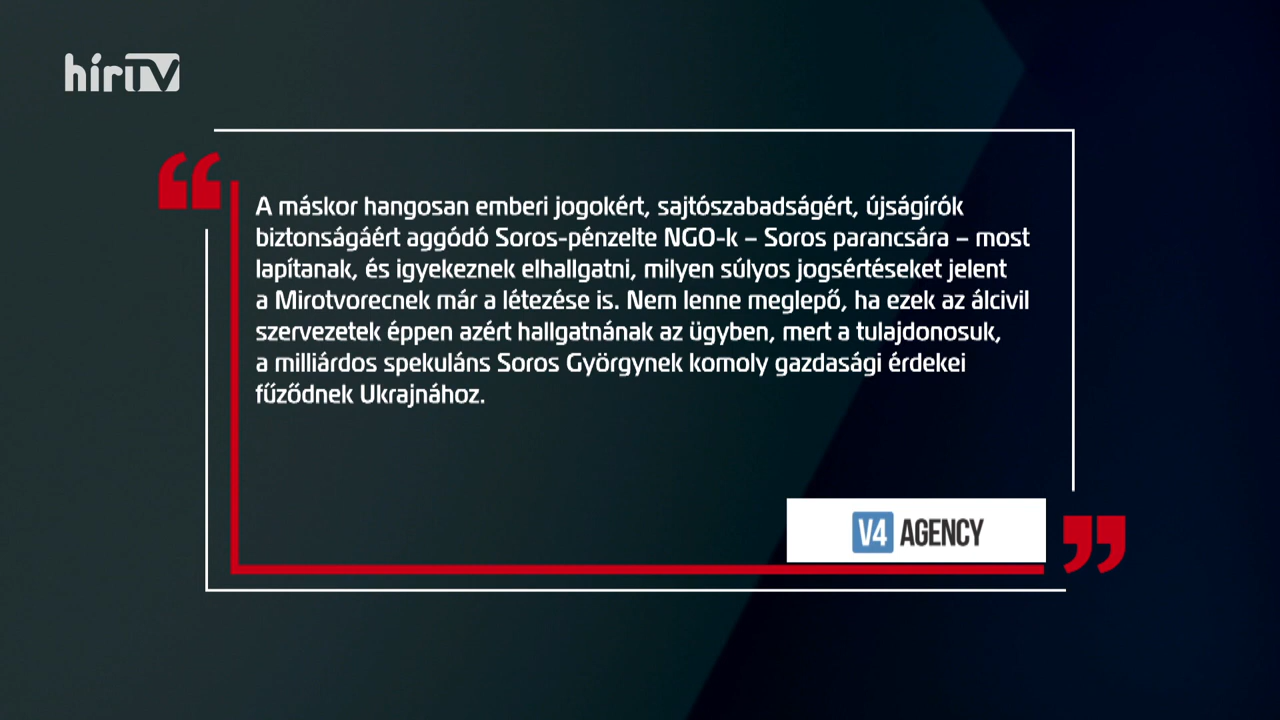 hírTV
A máskor hangosan emberi jogokért, sajtószabadságért, újságírók
biztonságáért aggódó Soros-pénzelte NGO-k – Soros parancsára – most
lapítanak, és igyekeznek elhallgatni, milyen súlyos jogsértéseket jelent
a Mirotvorecnek már a létezése is. Nem lenne meglepő, ha ezek az álcivil
szervezetek éppen azért hallgatnának az ügyben, mert a tulajdonosuk,
a milliárdos spekuláns Soros Györgynek komoly gazdasági érdekei
fűződnek Ukrajnához.
V4 AGENCY